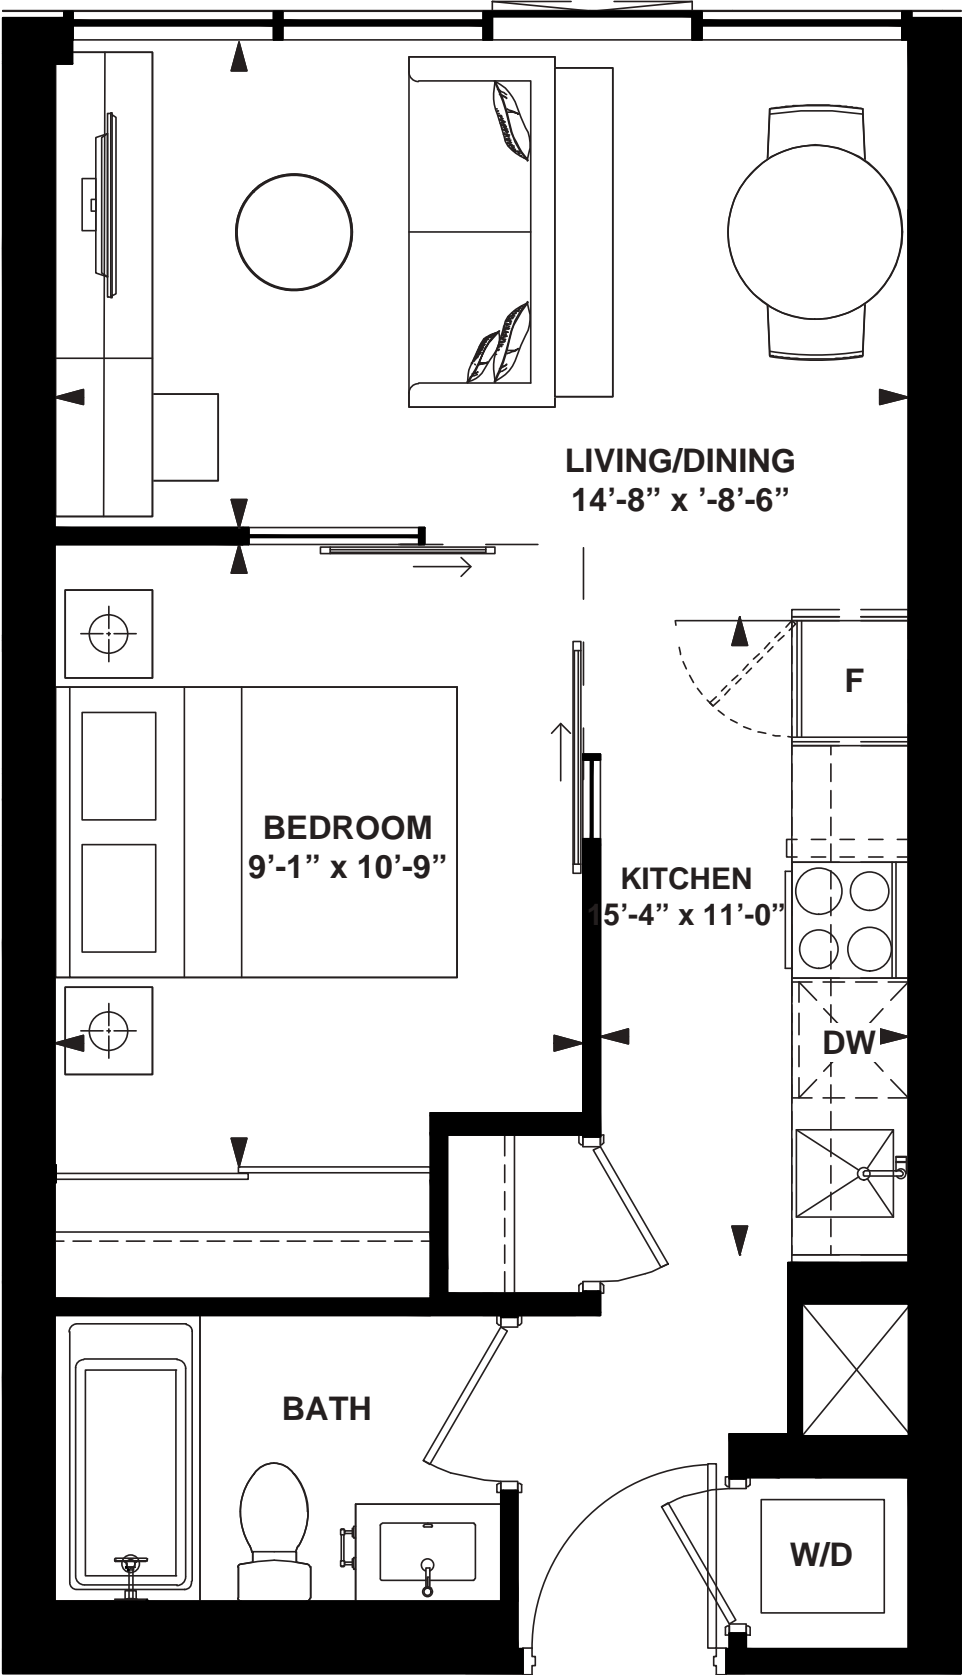 LIVING/DINING
14’-8” x ’-8’-6”
F
BEDROOM
9’-1” x 10’-9”
KITCHEN
15’-4” x 11’-0”
DW
BATH
W/D